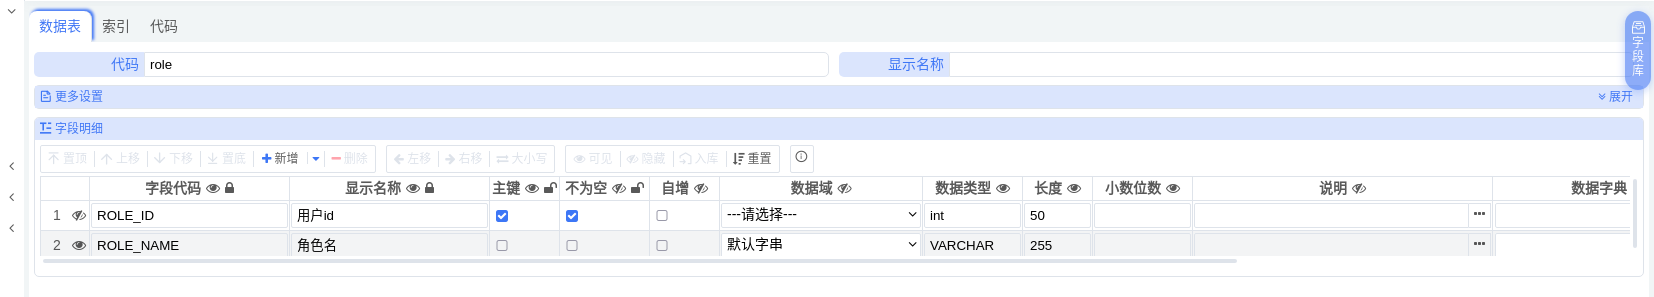 数据表 索引 代码
字段库
代码 role 显示名称
更多设置 展开
字段明细
置顶 上移 下移 置底 新增 删除 左移 右移 大小写 可见 隐藏 入库 重置
字段代码 显示名称 主键 不为空 自增 数据域 数据类型 长度 小数位数 说明 数据字典
1 ROLE_ID 用户id ---请选择--- int 50
2 ROLE_NAME 角色名 默认字串 VARCHAR 255